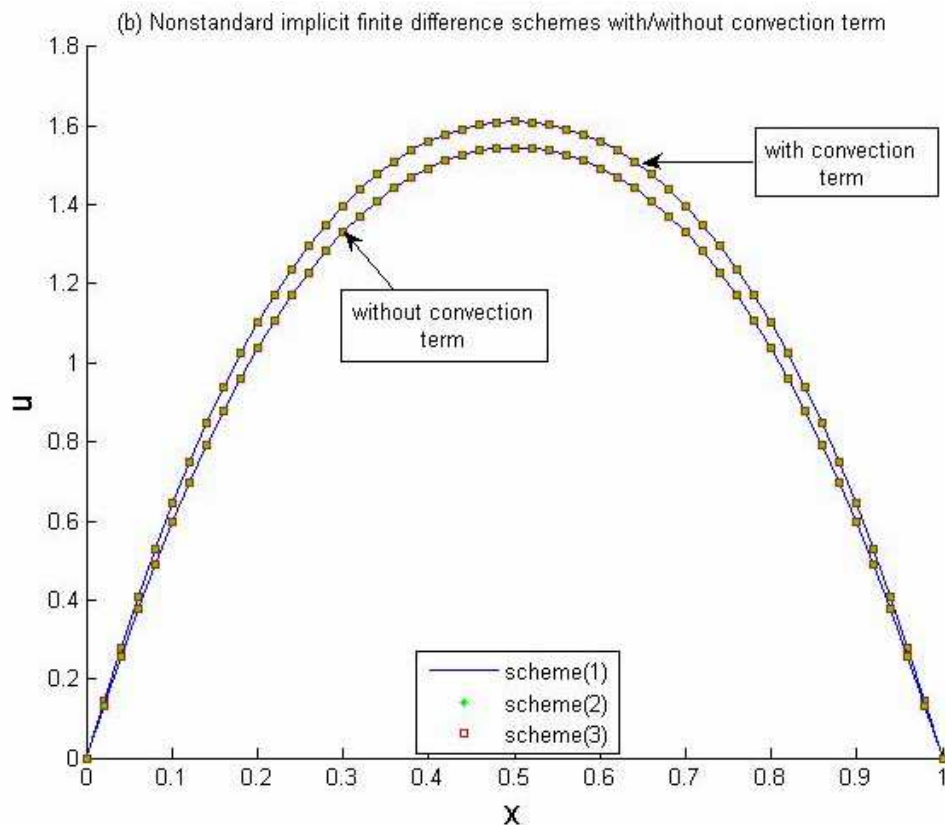 (b) Nonstandard implicit finite difference schemes with/without convection term
1.8
1.6
1.4
1.2
1
0.8
0.6
0.4
0.2
0
u
with convection
term
without convection
term
scheme(1)
scheme(2)
scheme(3)
0
0.1
0.2
0.3
0.4
0.5
0.6
0.7
0.8
0.9
1
x